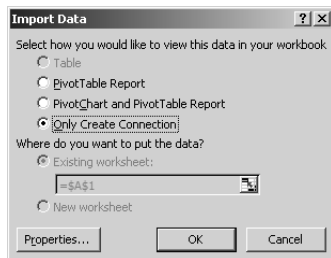 Import Data
Select how you would like to view this data in your workbook
Table
PivotTable Report
PivotChart and PivotTable Report
Only Create Connection
Where do you want to put the data?
Existing worksheet:
=$A$1
New worksheet
Properties... OK Cancel